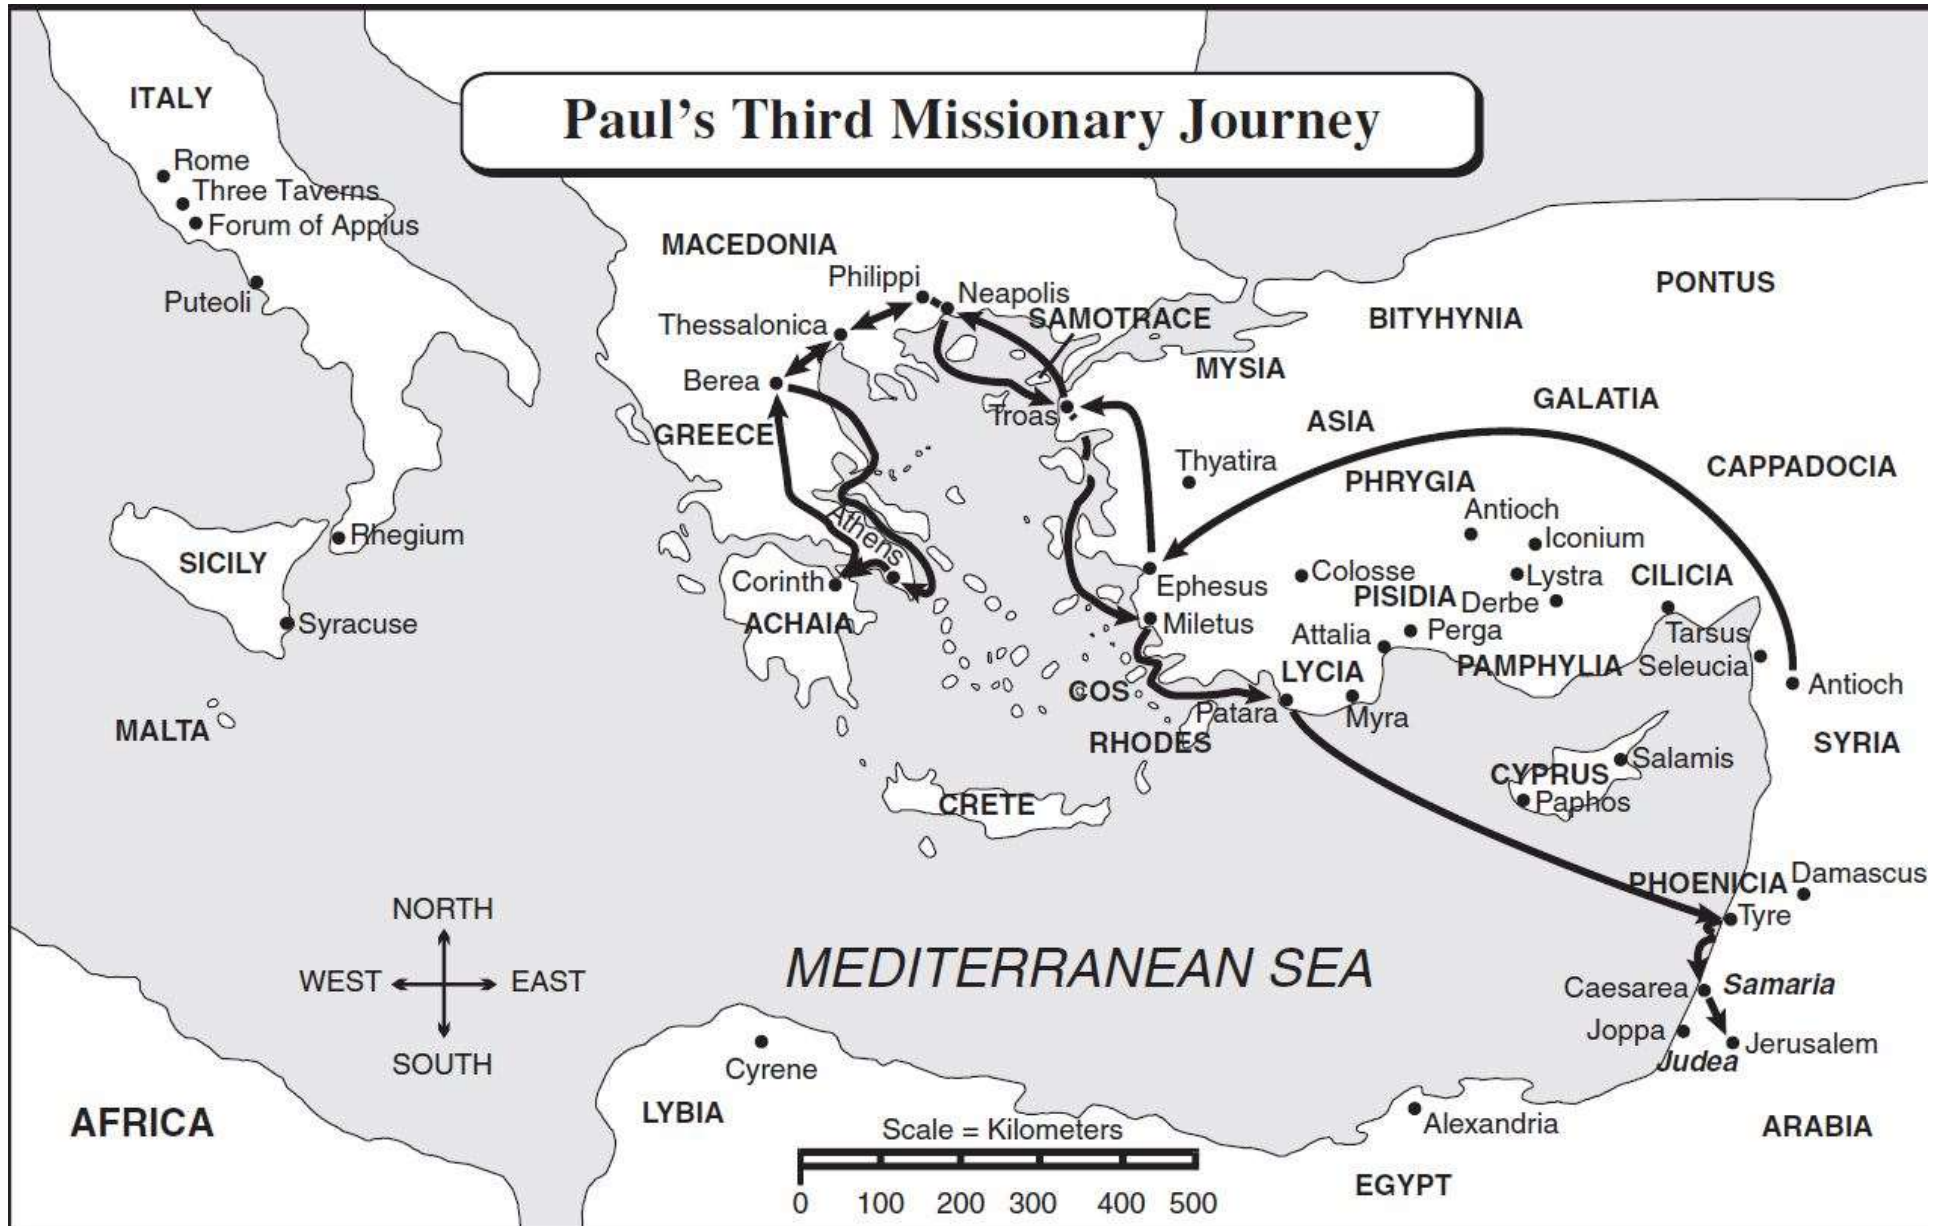 Paul’s Third Missionary Journey
ITALY
Rome
Three Taverns
Forum of Appius
Puteoli
MACEDONIA
Philippi
Neapolis
SAMOTRACE
Thessalonica
Berea
GREECE
Troas
MYSIA
BITYHYNIA
PONTUS
GALATIA
ASIA
CAPPADOCIA
Thyatira
PHRYGIA
Antioch
Iconium
Rhegium
SICILY
Syracuse
Athens
Corinth
ACHAIA
Ephesus
Miletus
Colosse
Lystra
CILICIA
PISIDIA
Derbe
Attalia
Perga
Tarsus
LYCIA
PAMPHYLIA
Seleucia
Antioch
COS
Patara
Myra
RHODES
SYRIA
MALTA
Salamis
CYPRUS
Paphos
CRETE
PHOENICIA
Damascus
Tyre
NORTH
WEST
EAST
SOUTH
MEDITERRANEAN SEA
Caesarea
Samaria
Joppa
Jerusalem
Judea
Cyrene
AFRICA
LYBIA
Alexandria
ARABIA
EGYPT
Scale = Kilometers
0 100 200 300 400 500